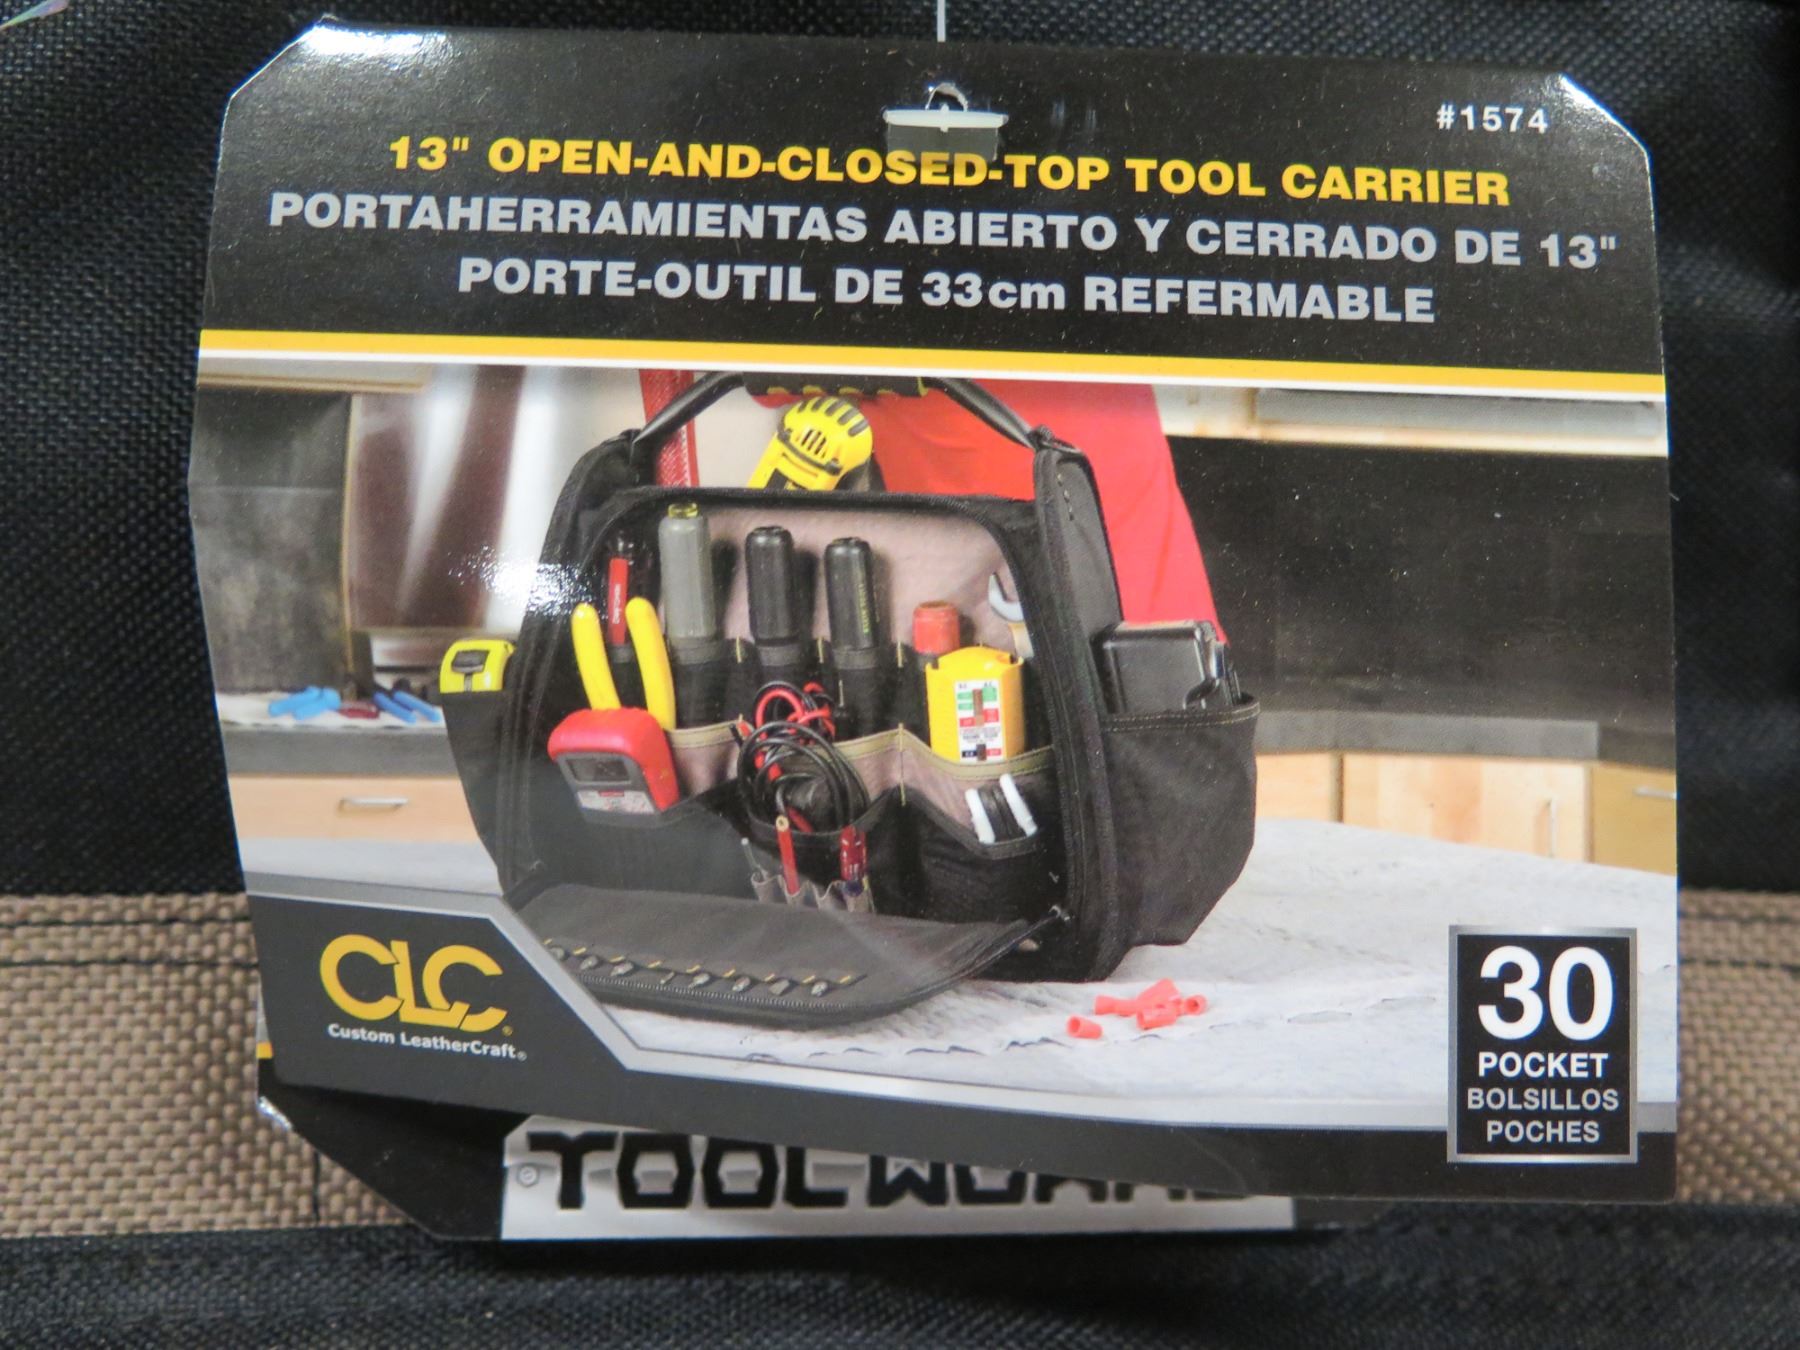 #1574
13" OPEN-AND-CLOSED-TOP TOOL CARRIER
PORTAHERRAMIENTAS ABIERTO Y CERRADO DE 13"
PORTE-OUTIL DE 33cm REFERMABLE
CLC®
Custom LeatherCraft®
30
POCKET
BOLSILLOS
POCHES